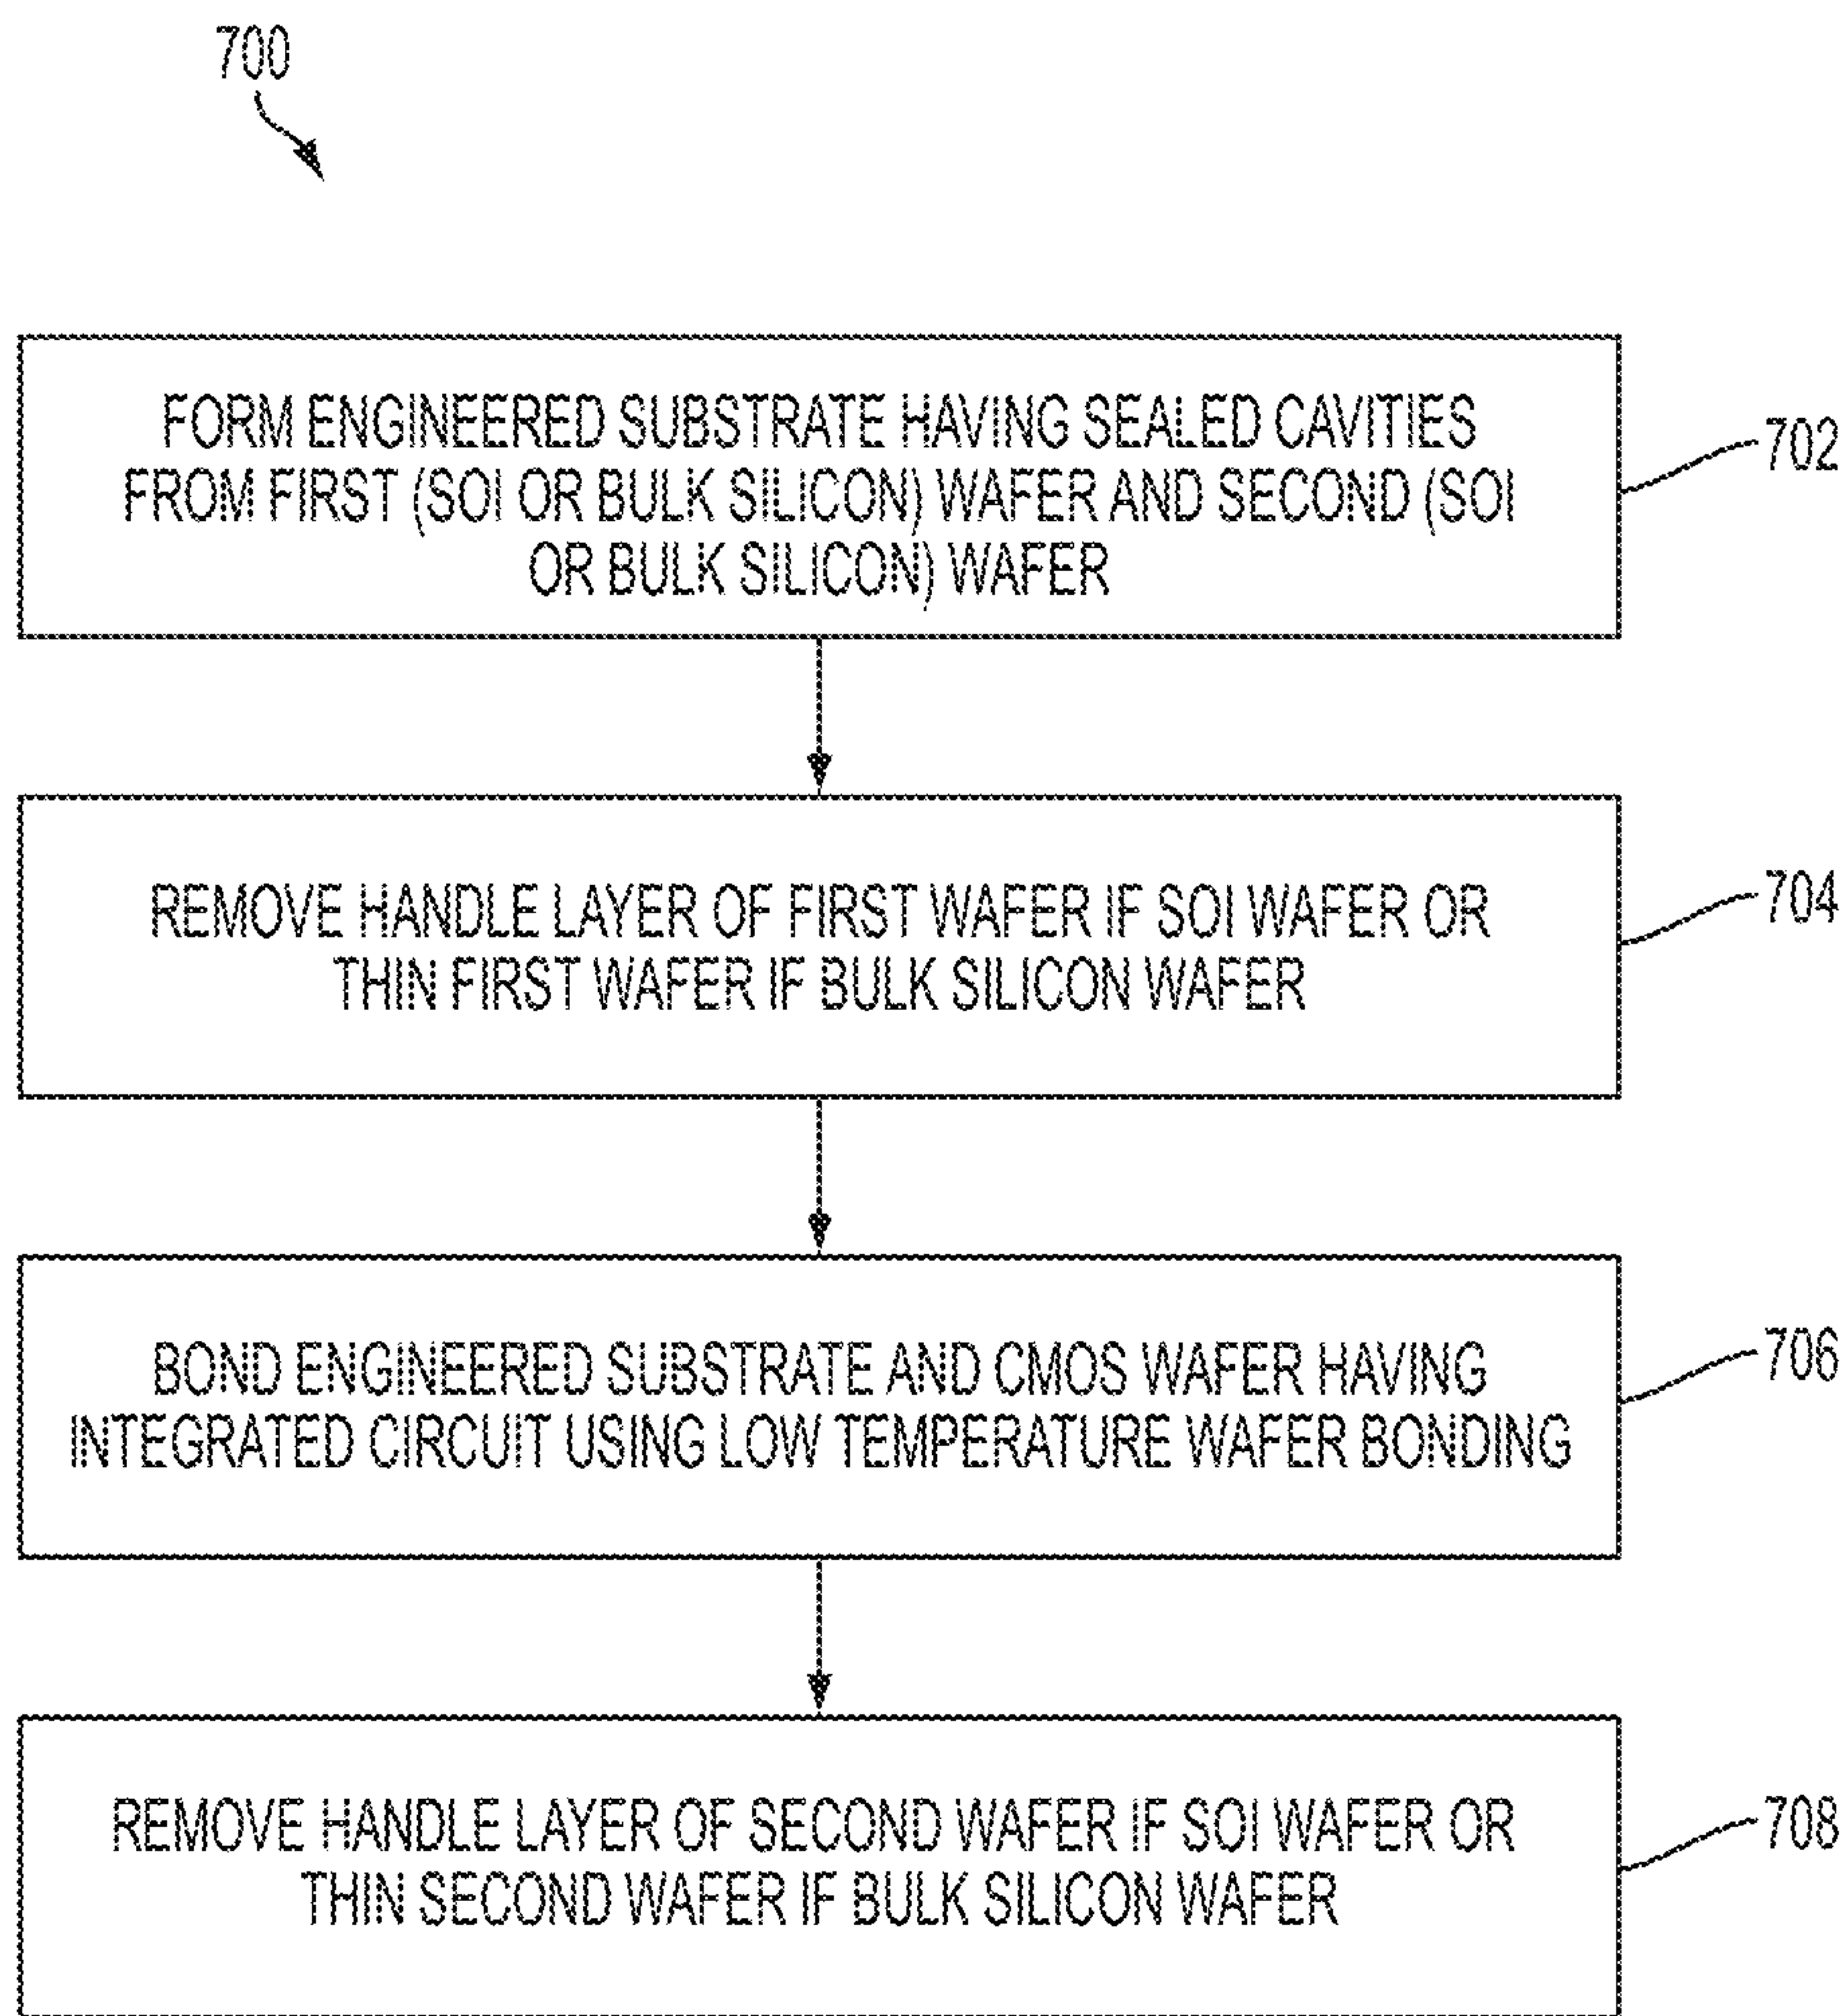 700
FORM ENGINEERED SUBSTRATE HAVING SEALED CAVITIES
FROM FIRST (SOI OR BULK SILICON) WAFER AND SECOND (SOI
OR BULK SILICON) WAFER
702
REMOVE HANDLE LAYER OF FIRST WAFER IF SOI WAFER OR
THIN FIRST WAFER IF BULK SILICON WAFER
704
BOND ENGINEERED SUBSTRATE AND CMOS WAFER HAVING
INTEGRATED CIRCUIT USING LOW TEMPERATURE WAFER BONDING
706
REMOVE HANDLE LAYER OF SECOND WAFER IF SOI WAFER OR
THIN SECOND WAFER IF BULK SILICON WAFER
708